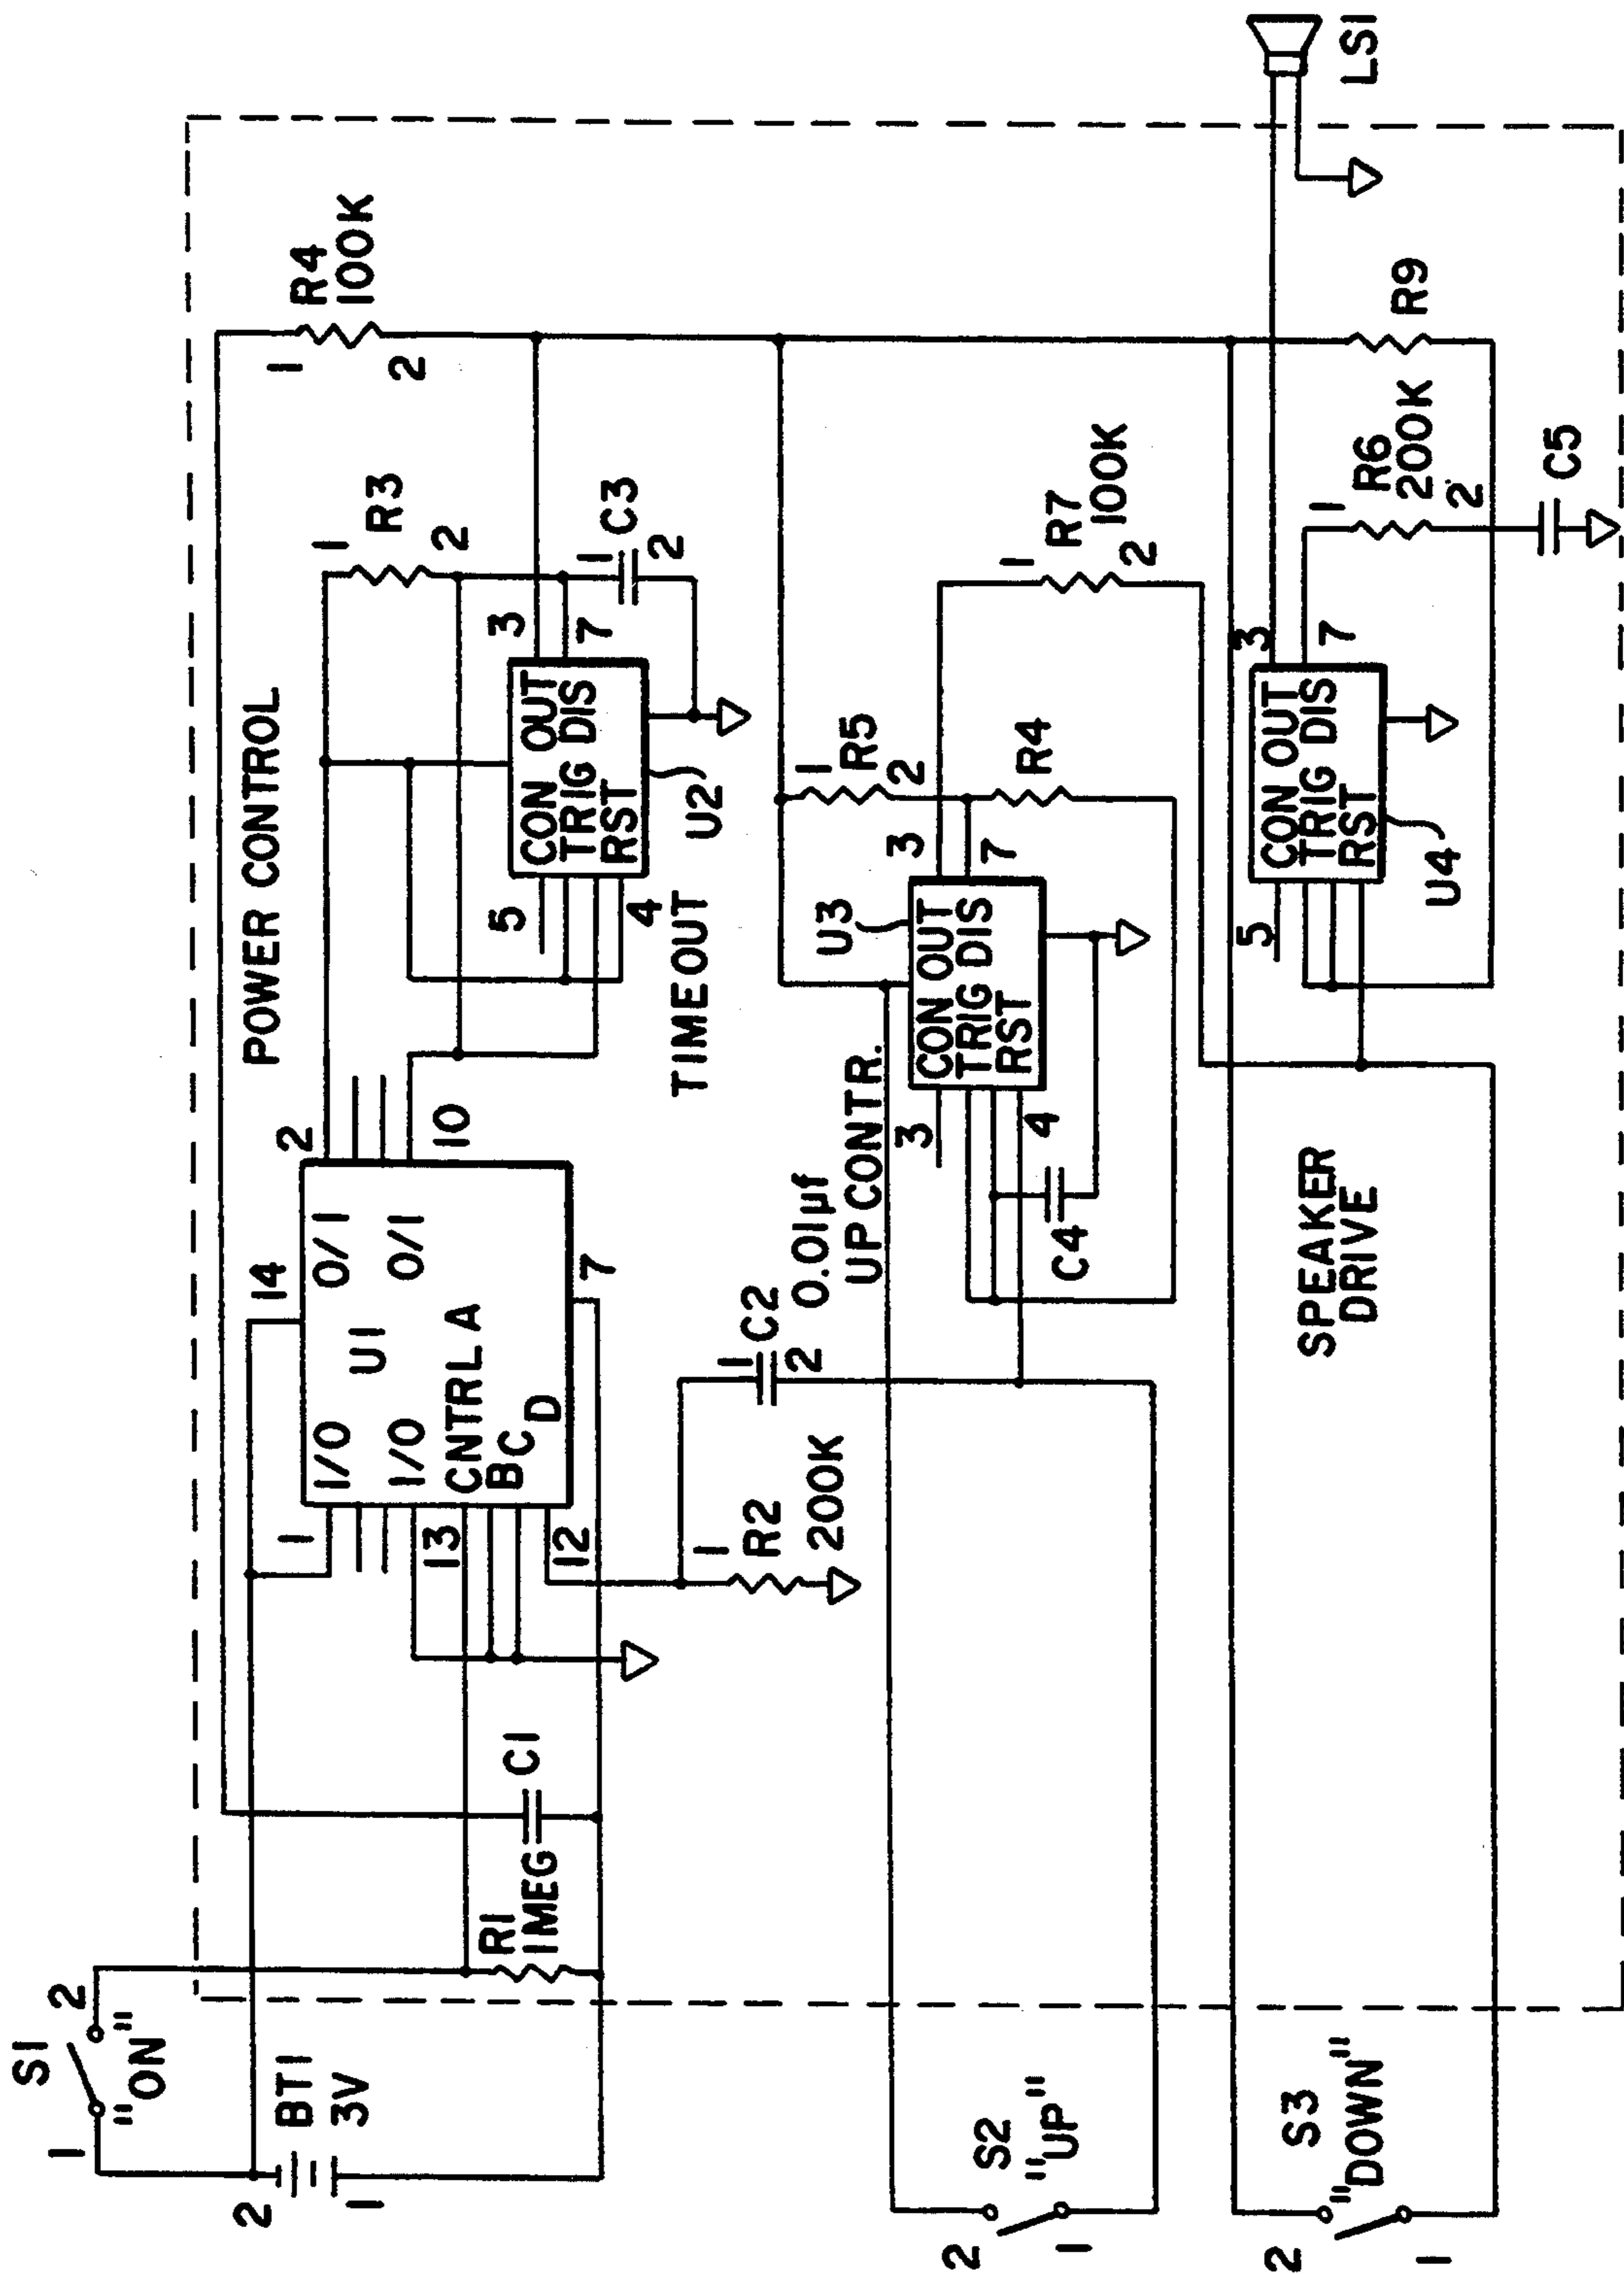 S1
1
2
"ON"
2
BT1
3V
1
POWER CONTROL
R4
100K
1
2
14
2
U1
I/O
O/I
I/O
O/I
CNTRL A
B
C
D
1
13
12
10
7
R1
1MEG
C1
R3
1
2
5
CON OUT
TRIG DIS
RST
3
7
4
U2
TIMEOUT
C3
1
2
1
R2
200K
1
C2
2
0.01µf
UP CONTR.
U3
3
CON OUT
TRIG DIS
RST
3
7
4
C4
1
R5
2
R4
1
R7
100K
2
S2
"UP"
2
1
S3
"DOWN"
2
1
SPEAKER
DRIVE
5
CON OUT
TRIG DIS
RST
3
7
U4
1
R6
200K
2
C5
R9
LS1